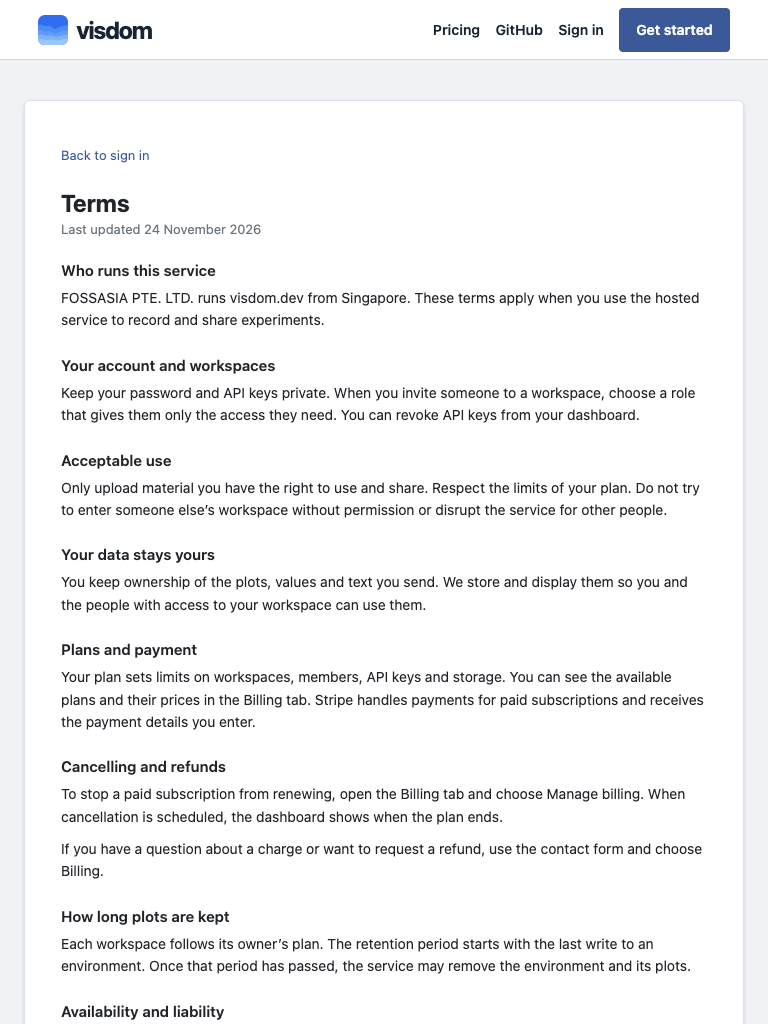 visdom
Pricing
GitHub
Sign in
Get started
Back to sign in
Terms
Last updated 24 November 2026
Who runs this service
FOSSASIA PTE. LTD. runs visdom.dev from Singapore. These terms apply when you use the hosted
service to record and share experiments.
Your account and workspaces
Keep your password and API keys private. When you invite someone to a workspace, choose a role
that gives them only the access they need. You can revoke API keys from your dashboard.
Acceptable use
Only upload material you have the right to use and share. Respect the limits of your plan. Do not try
to enter someone else’s workspace without permission or disrupt the service for other people.
Your data stays yours
You keep ownership of the plots, values and text you send. We store and display them so you and
the people with access to your workspace can use them.
Plans and payment
Your plan sets limits on workspaces, members, API keys and storage. You can see the available
plans and their prices in the Billing tab. Stripe handles payments for paid subscriptions and receives
the payment details you enter.
Cancelling and refunds
To stop a paid subscription from renewing, open the Billing tab and choose Manage billing. When
cancellation is scheduled, the dashboard shows when the plan ends.
If you have a question about a charge or want to request a refund, use the contact form and choose
Billing.
How long plots are kept
Each workspace follows its owner’s plan. The retention period starts with the last write to an
environment. Once that period has passed, the service may remove the environment and its plots.
Availability and liability